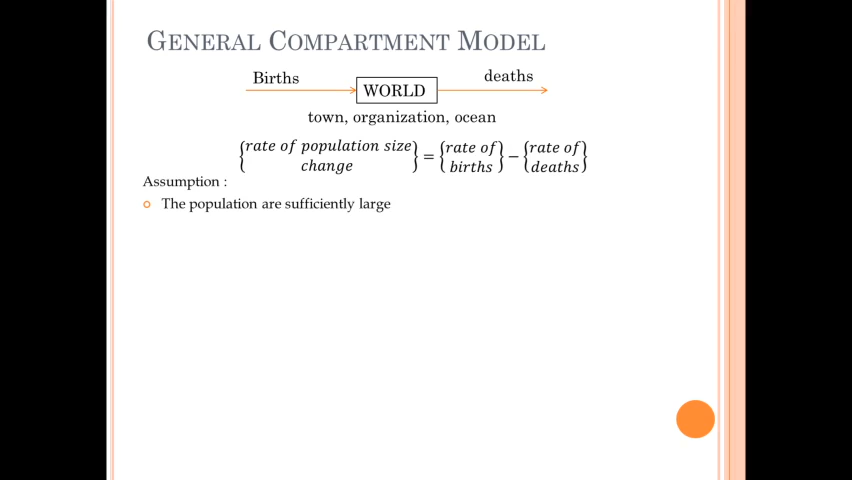 GENERAL COMPARTMENT MODEL
Births
deaths
WORLD
town, organization, ocean
{rate of population size change} = {rate of births} − {rate of deaths}
Assumption :
The population are sufficiently large